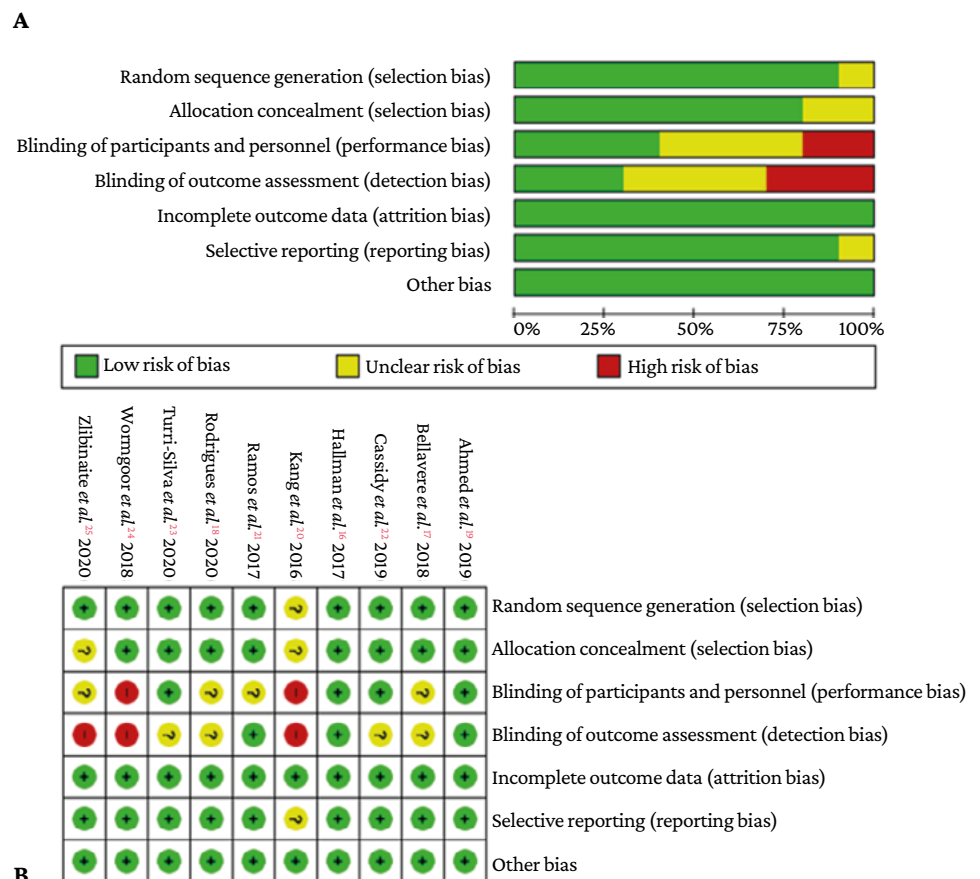 A
Random sequence generation (selection bias)
Allocation concealment (selection bias)
Blinding of participants and personnel (performance bias)
Blinding of outcome assessment (detection bias)
Incomplete outcome data (attrition bias)
Selective reporting (reporting bias)
Other bias
0% 25% 50% 75% 100%
Low risk of bias Unclear risk of bias High risk of bias
Zlibinaite et al.25 2020
Wormgoor et al.24 2018
Turri-Silva et al.23 2020
Rodrigues et al.18 2020
Ramos et al.21 2017
Kang et al.20 2016
Hallman et al.16 2017
Cassidy et al.22 2019
Bellavere et al.17 2018
Ahmed et al.19 2019
+ + + + + ? + + + + Random sequence generation (selection bias)
? + + + + ? + + + + Allocation concealment (selection bias)
? – + ? ? – + + ? + Blinding of participants and personnel (performance bias)
– – ? ? + – + ? ? + Blinding of outcome assessment (detection bias)
+ + + + + + + + + + Incomplete outcome data (attrition bias)
+ + + + + ? + + + + Selective reporting (reporting bias)
+ + + + + + + + + + Other bias
B